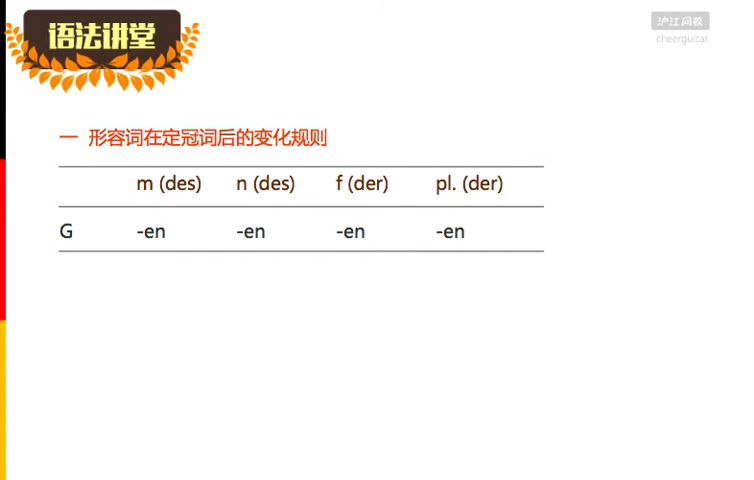 语法讲堂
沪江网校
cheerguitar
一 形容词在定冠词后的变化规则
m (des) n (des) f (der) pl. (der)
G -en -en -en -en